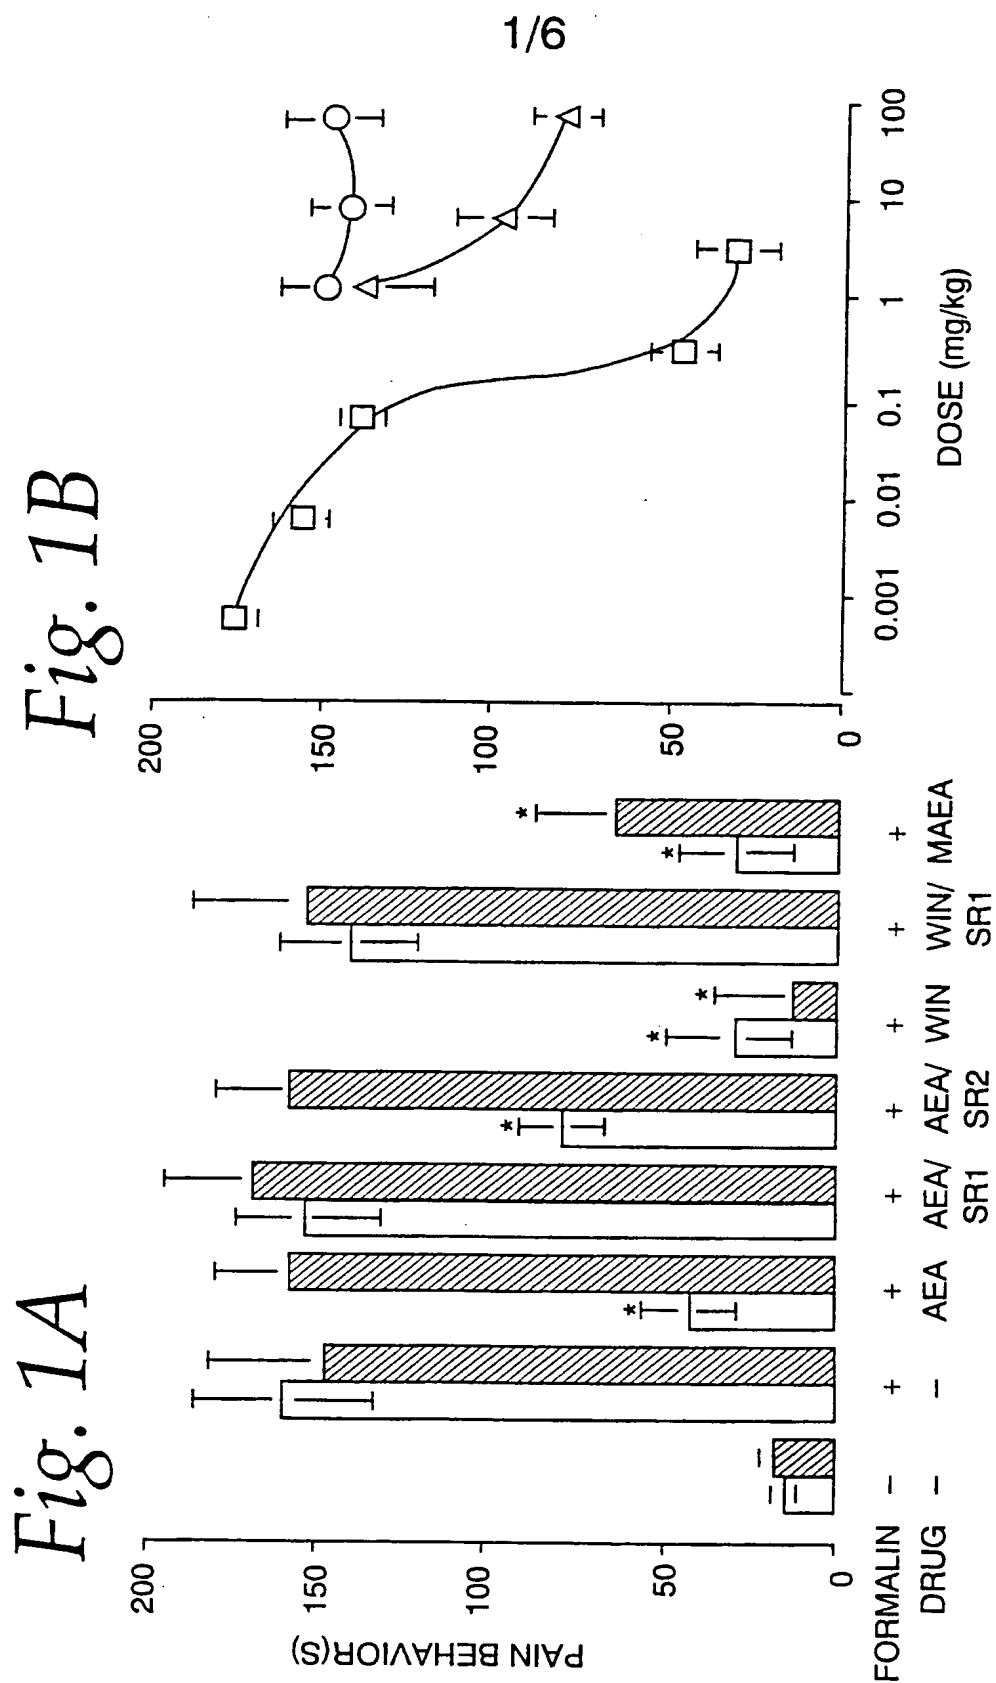 1/6
Fig. 1A
200
150
100
50
0
PAIN BEHAVIOR(S)
FORMALIN − + + + + + + +
DRUG − − AEA AEA/ AEA/ WIN WIN/ MAEA
SR1 SR2 SR1
* * * * * *
Fig. 1B
200
150
100
50
0
0.001 0.01 0.1 1 10 100
DOSE (mg/kg)